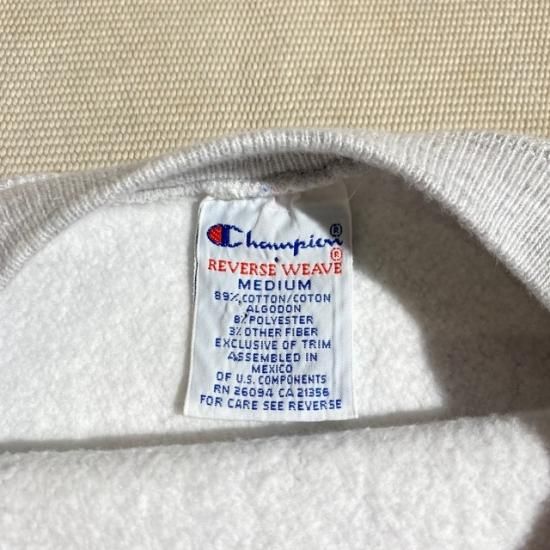 Champion®
REVERSE WEAVE®
MEDIUM
89% COTTON/COTON
ALGODON
8% POLYESTER
3% OTHER FIBER
EXCLUSIVE OF TRIM
ASSEMBLED IN
MEXICO
OF U.S. COMPONENTS
RN 26094 CA 21356
FOR CARE SEE REVERSE